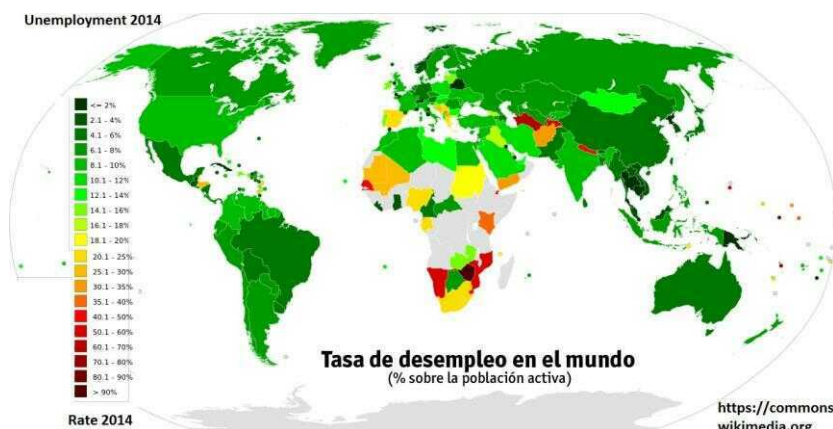 Unemployment 2014
<= 2%
2.1 - 4%
4.1 - 6%
6.1 - 8%
8.1 - 10%
10.1 - 12%
12.1 - 14%
14.1 - 16%
16.1 - 18%
18.1 - 20%
20.1 - 25%
25.1 - 30%
30.1 - 35%
35.1 - 40%
40.1 - 50%
50.1 - 60%
60.1 - 70%
70.1 - 80%
80.1 - 90%
> 90%
Tasa de desempleo en el mundo
(% sobre la población activa)
Rate 2014
https://commons
wikimedia.org